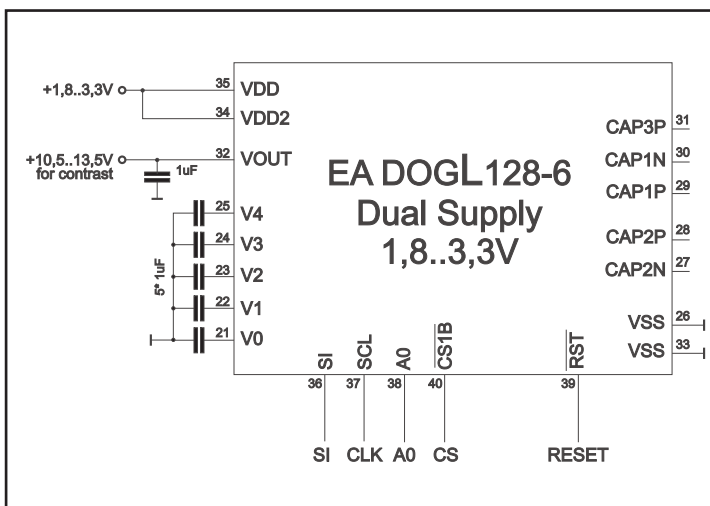 +1,8..3,3V
35 VDD
34 VDD2
+10,5..13,5V
for contrast
1uF
32 VOUT
25 V4
24 V3
23 V2
22 V1
21 V0
5* 1uF
EA DOGL128-6
Dual Supply
1,8..3,3V
CAP3P 31
CAP1N 30
CAP1P 29
CAP2P 28
CAP2N 27
VSS 26
VSS 33
SI SCL A0 CS1B RST
36 37 38 40 39
SI CLK A0 CS RESET